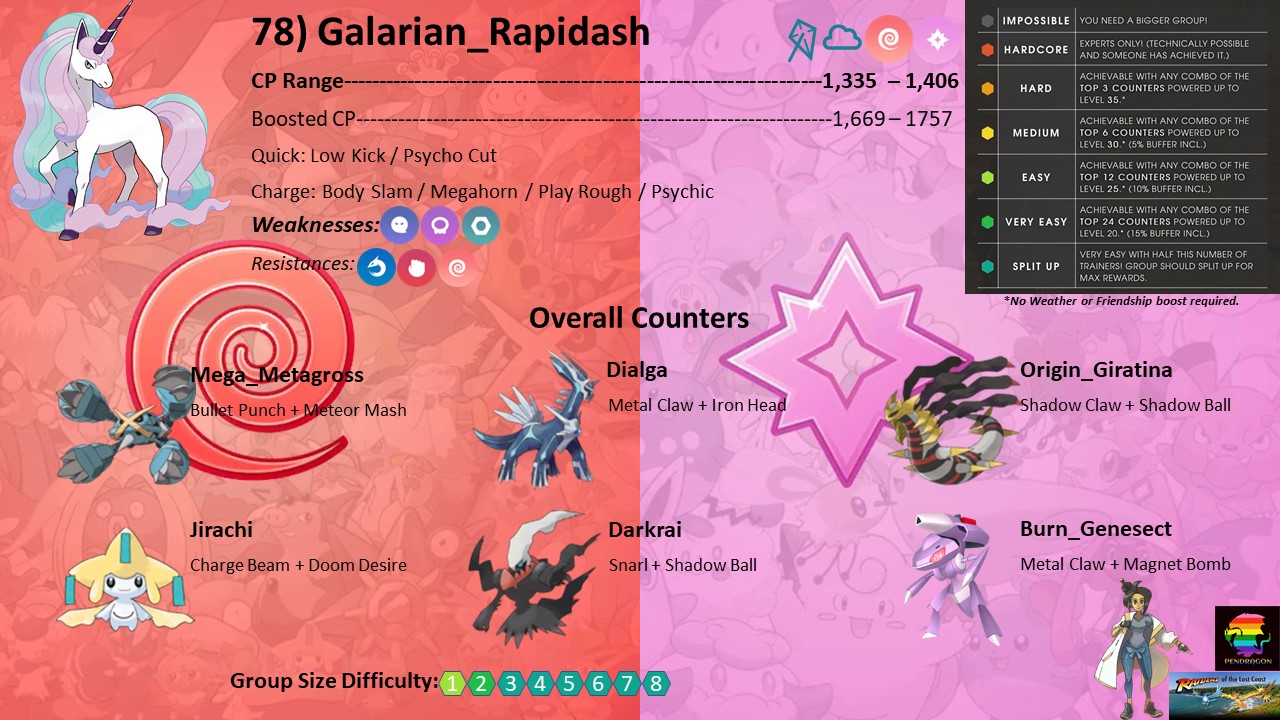 78) Galarian_Rapidash
CP Range--------------------------------------------------------------------1,335 – 1,406
Boosted CP--------------------------------------------------------------------1,669 – 1757
Quick: Low Kick / Psycho Cut
Charge: Body Slam / Megahorn / Play Rough / Psychic
Weaknesses:
Resistances:
IMPOSSIBLE YOU NEED A BIGGER GROUP!
HARDCORE EXPERTS ONLY! (TECHNICALLY POSSIBLE
AND SOMEONE HAS ACHIEVED IT.)
HARD ACHIEVABLE WITH ANY COMBO OF THE
TOP 3 COUNTERS POWERED UP TO
LEVEL 35.*
MEDIUM ACHIEVABLE WITH ANY COMBO OF THE
TOP 6 COUNTERS POWERED UP TO
LEVEL 30.* (5% BUFFER INCL.)
EASY ACHIEVABLE WITH ANY COMBO OF THE
TOP 12 COUNTERS POWERED UP TO
LEVEL 25.* (10% BUFFER INCL.)
VERY EASY ACHIEVABLE WITH ANY COMBO OF THE
TOP 24 COUNTERS POWERED UP TO
LEVEL 20.* (15% BUFFER INCL.)
SPLIT UP VERY EASY WITH HALF THIS NUMBER OF
TRAINERS! GROUP SHOULD SPLIT UP FOR
MAX REWARDS.
*No Weather or Friendship boost required.
Overall Counters
Mega_Metagross
Bullet Punch + Meteor Mash
Dialga
Metal Claw + Iron Head
Origin_Giratina
Shadow Claw + Shadow Ball
Jirachi
Charge Beam + Doom Desire
Darkrai
Snarl + Shadow Ball
Burn_Genesect
Metal Claw + Magnet Bomb
Group Size Difficulty: 1 2 3 4 5 6 7 8
PENDRAGON
RAIDERS of the Lost Coast